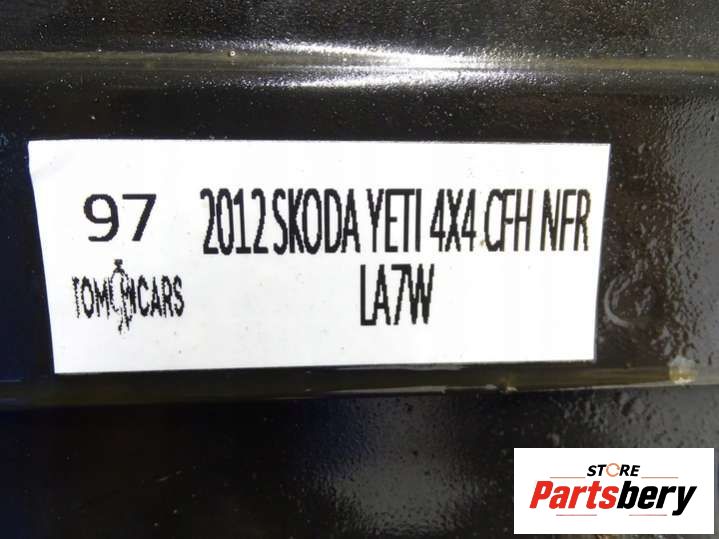 97
2012 SKODA YETI 4X4 CFH NFR
TOM CARS
LA7W
STORE
Partsbery